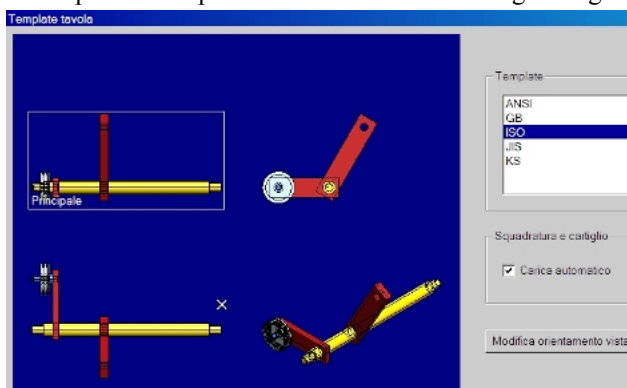 Template tavola
Template
ANSI
GB
ISO
JIS
KS
Principale
Squadratura e cartiglio
Carica automatico
Modifica orientamento vista